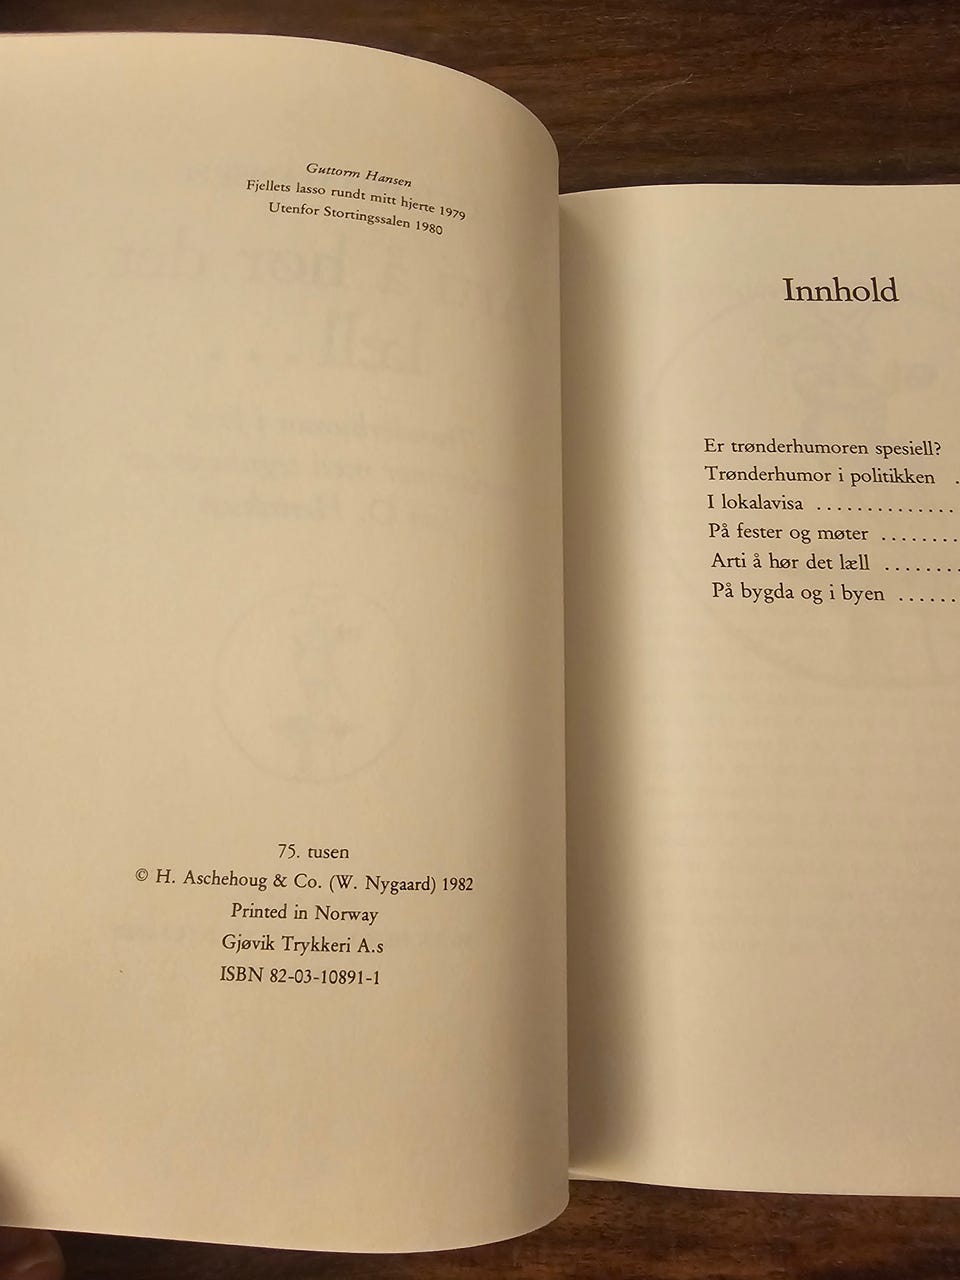 Guttorm Hansen
Fjellets lasso rundt mitt hjerte 1979
Utenfor Stortingssalen 1980
75. tusen
© H. Aschehoug & Co. (W. Nygaard) 1982
Printed in Norway
Gjøvik Trykkeri A.s
ISBN 82-03-10891-1
Innhold
Er trønderhumoren spesiell?
Trønderhumor i politikken .
I lokalavisa ..............
På fester og møter ........
Arti å hør det læll ........
På bygda og i byen ......